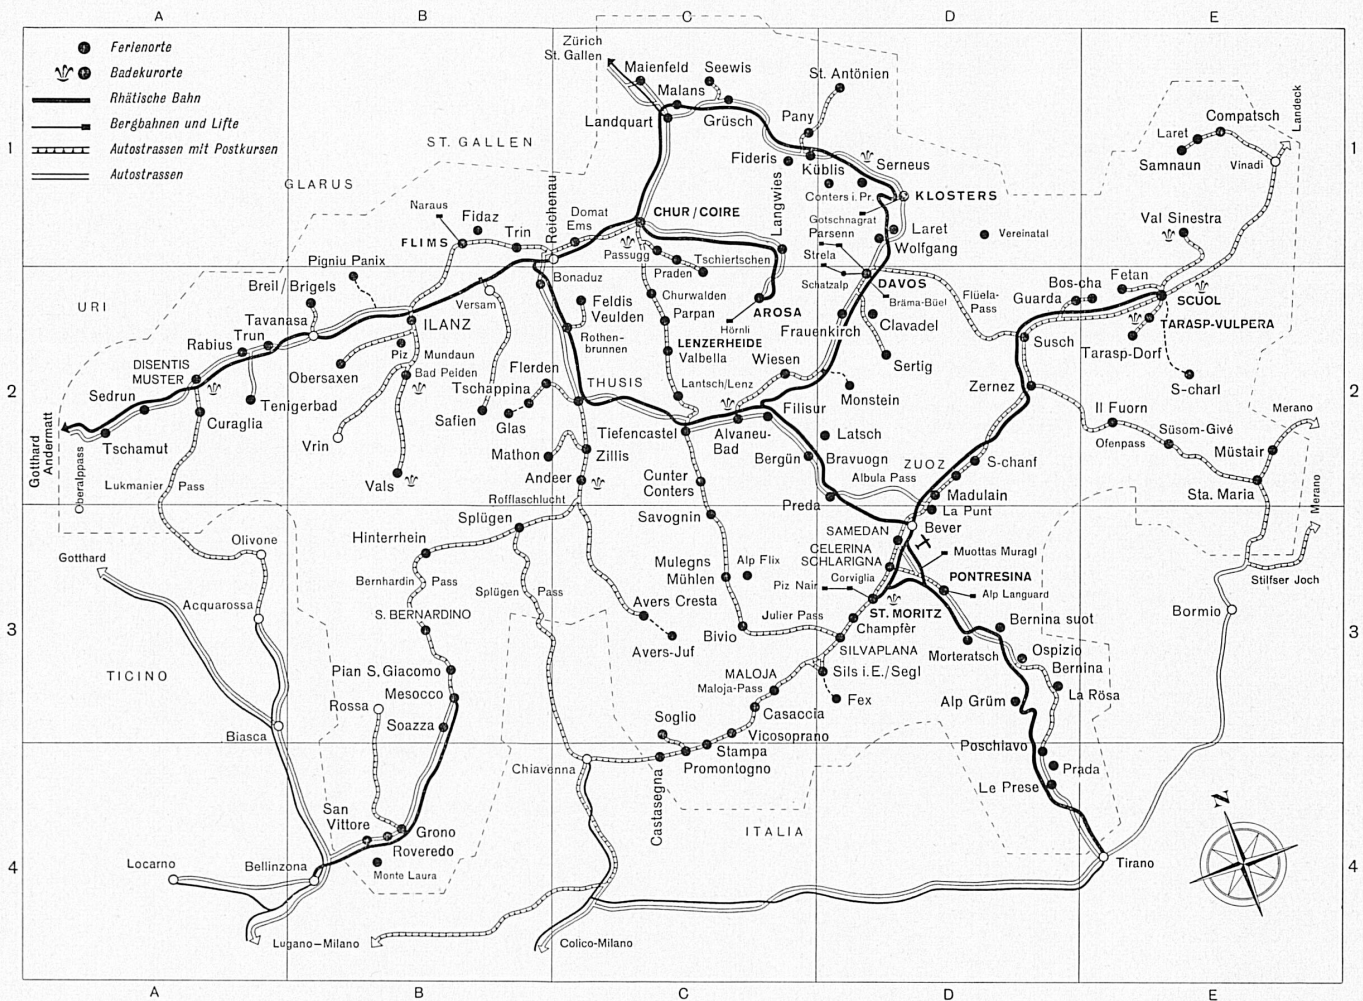 A B C D E
Ferienorte
Badekurorte
Rhätische Bahn
Bergbahnen und Lifte
Autostrassen mit Postkursen
Autostrassen
1
1
2
2
3
3
4
4
Zürich
St. Gallen
Maienfeld
Seewis
St. Antönien
Malans
Landquart
Grüsch
Pany
Fideris
Küblis
Serneus
Conters i. Pr.
KLOSTERS
Gotschnagrat
Parsenn
Laret
Wolfgang
Vereinatal
Strela
Schatzalp
DAVOS
Bräma-Büel
Clavadel
Frauenkirch
Sertig
Flüela-
Pass
Compatsch
Laret
Samnaun
Vinadi
Landeck
Val Sinestra
Fetan
Bos-cha
Guarda
SCUOL
TARASP-VULPERA
Tarasp-Dorf
Susch
S-charl
ST. GALLEN
GLARUS
URI
Naraus
Fidaz
FLIMS
Trin
Reichenau
Domat
Ems
CHUR/COIRE
Langwies
Passugg
Tschiertschen
Praden
Churwalden
Parpan
AROSA
Hörnli
LENZERHEIDE
Valbella
Lantsch/Lenz
Wiesen
Pigniu Panix
Breil/Brigels
Tavanasa
Trun
Rabius
DISENTIS
MUSTER
Sedrun
Tschamut
Gotthard
Andermatt
Oberalppass
Curaglia
Tenigerbad
Lukmanier Pass
Versam
ILANZ
Piz
Mundaun
Bad Peiden
Obersaxen
Vrin
Vals
Bonaduz
Feldis
Veulden
Rothen-
brunnen
Flerden
Tschappina
Safien
Glas
THUSIS
Mathon
Zillis
Andeer
Rofflaschlucht
Tiefencastel
Alvaneu-
Bad
Filisur
Monstein
Latsch
Bergün
Bravuogn
Albula Pass
Preda
Cunter
Conters
Savognin
Zernez
Il Fuorn
Ofenpass
Süsom-Givé
Müstair
Sta. Maria
Merano
Merano
ZUOZ
S-chanf
Madulain
La Punt
Bever
SAMEDAN
CELERINA
SCHLARIGNA
Muottas Muragl
PONTRESINA
Alp Languard
Corviglia
Piz Nair
ST. MORITZ
Champfèr
SILVAPLANA
Sils i.E./Segl
Fex
Julier Pass
Splügen
Hinterrhein
Bernhardin Pass
S. BERNARDINO
Splügen Pass
Avers Cresta
Avers-Juf
Mulegns
Mühlen
Alp Flix
Bivio
MALOJA
Maloja-Pass
Casaccia
Vicosoprano
Soglio
Stampa
Promontogno
Castasegna
Chiavenna
Olivone
Gotthard
Acquarossa
TICINO
Biasca
Pian S. Giacomo
Mesocco
Rossa
Soazza
San
Vittore
Grono
Roveredo
Monte Laura
Bellinzona
Locarno
Lugano–Milano
Colico-Milano
ITALIA
Bernina suot
Morteratsch
Ospizio
Bernina
La Rösa
Alp Grüm
Poschiavo
Prada
Le Prese
Tirano
Bormio
Stilfser Joch
N
A B C D E